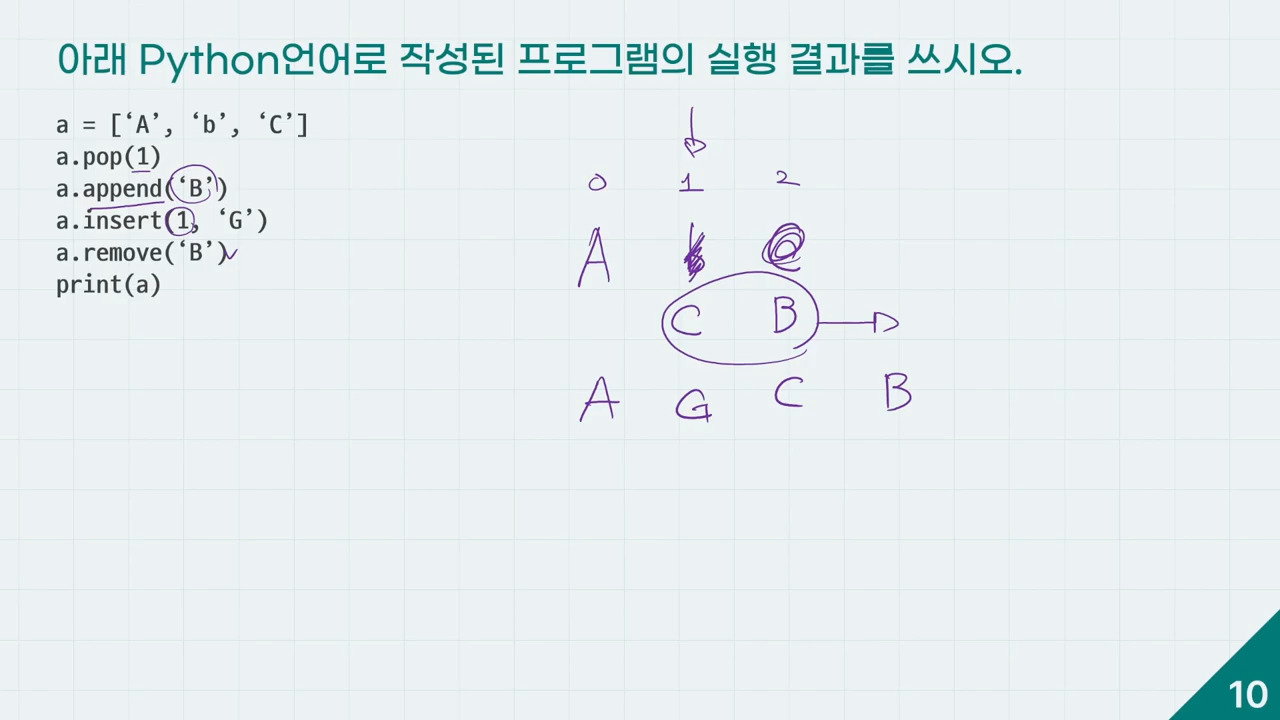 아래 Python언어로 작성된 프로그램의 실행 결과를 쓰시오.
a = [‘A’, ‘b’, ‘C’]
a.pop(1)
a.append(‘B’)
a.insert(1, ‘G’)
a.remove(‘B’)
print(a)
0 1 2
A
C B
A G C B
10